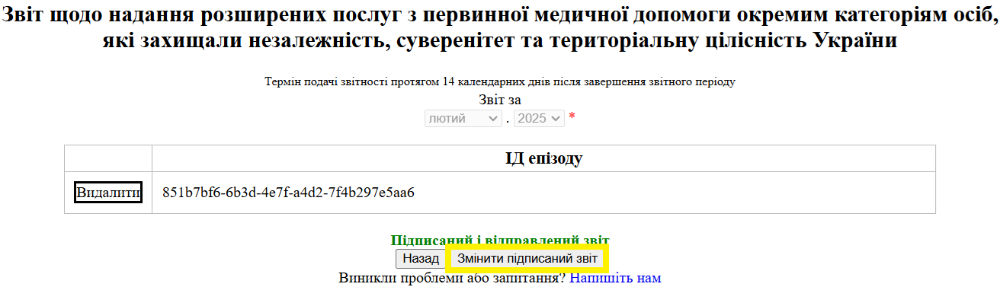 Звіт щодо надання розширених послуг з первинної медичної допомоги окремим категоріям осіб,
які захищали незалежність, суверенітет та територіальну цілісність України
Термін подачі звітності протягом 14 календарних днів після завершення звітного періоду
Звіт за
лютий . 2025 *
ІД епізоду
Видалити 851b7bf6-6b3d-4e7f-a4d2-7f4b297e5aa6
Підписаний і відправлений звіт
Назад Змінити підписаний звіт
Виникли проблеми або запитання? Напишіть нам